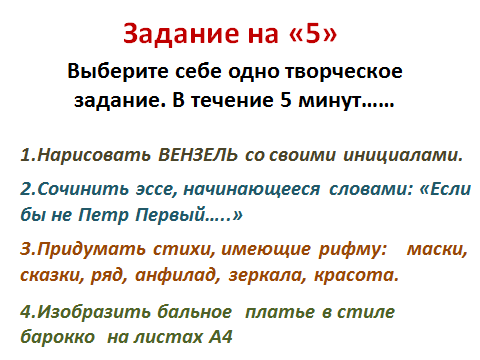 Задание на «5»
Выберите себе одно творческое
задание. В течение 5 минут……
1.Нарисовать ВЕНЗЕЛЬ со своими инициалами.
2.Сочинить эссе, начинающееся словами: «Если
бы не Петр Первый…..»
3.Придумать стихи, имеющие рифму: маски,
сказки, ряд, анфилад, зеркала, красота.
4.Изобразить бальное платье в стиле
барокко на листах А4